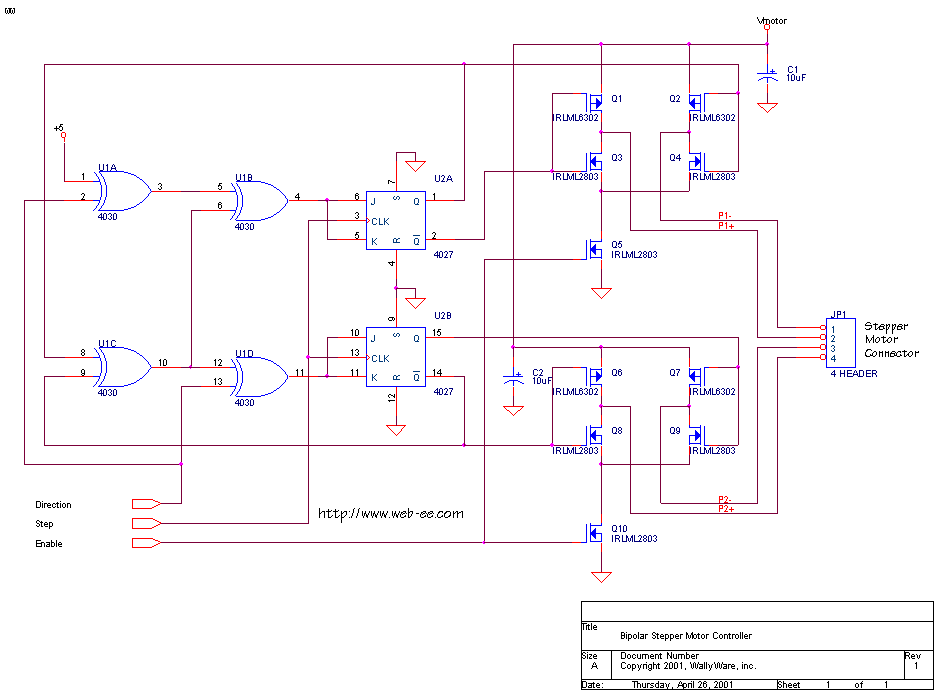 WW
Vmotor
C1
10uF
+5
U1A
1
2
3
4030
U1B
5
6
4
4030
7
U2A
6
J
S
Q
1
3
CLK
5
K
R
Q
2
4
4027
Q1
IRLML6302
Q2
IRLML6302
Q3
IRLML2803
Q4
IRLML2803
P1-
P1+
Q5
IRLML2803
U1C
8
9
10
4030
U1D
12
13
11
4030
9
U2B
10
J
S
Q
15
13
CLK
11
K
R
Q
14
12
4027
C2
10uF
Q6
IRLML6302
Q7
IRLML6302
Q8
IRLML2803
Q9
IRLML2803
JP1
1
2
3
4
4 HEADER
Stepper
Motor
Connector
P2-
P2+
Q10
IRLML2803
Direction
Step
Enable
http://www.web-ee.com
Title
Bipolar Stepper Motor Controller
Size
A
Document Number
Copyright 2001, WallyWare, inc.
Rev
1
Date:
Thursday, April 26, 2001
Sheet
1
of
1